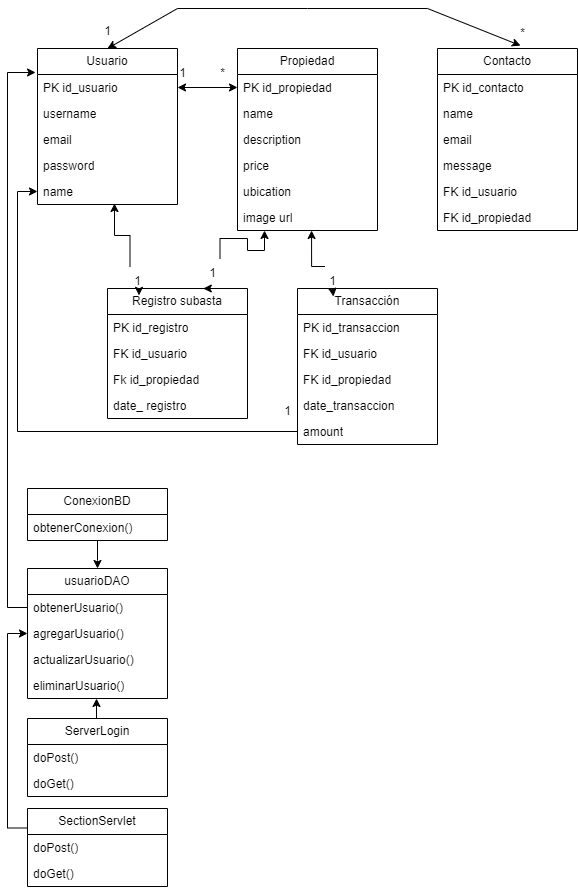 1
*
Usuario
PK id_usuario
username
email
password
name
1
*
Propiedad
PK id_propiedad
name
description
price
ubication
image url
Contacto
PK id_contacto
name
email
message
FK id_usuario
FK id_propiedad
1
1
1
Registro subasta
PK id_registro
FK id_usuario
Fk id_propiedad
date_ registro
Transacción
PK id_transaccion
FK id_usuario
FK id_propiedad
date_transaccion
amount
1
ConexionBD
obtenerConexion()
usuarioDAO
obtenerUsuario()
agregarUsuario()
actualizarUsuario()
eliminarUsuario()
ServerLogin
doPost()
doGet()
SectionServlet
doPost()
doGet()